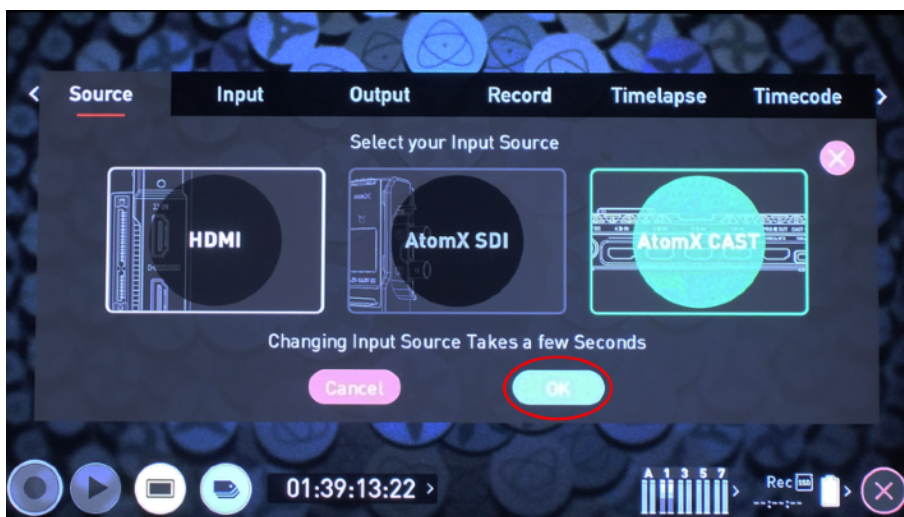 Source Input Output Record Timelapse Timecode
Select your Input Source
HDMI
AtomX SDI
AtomX CAST
Changing Input Source Takes a few Seconds
Cancel OK
01:39:13:22
A 1 3 5 7
Rec
--:--:--